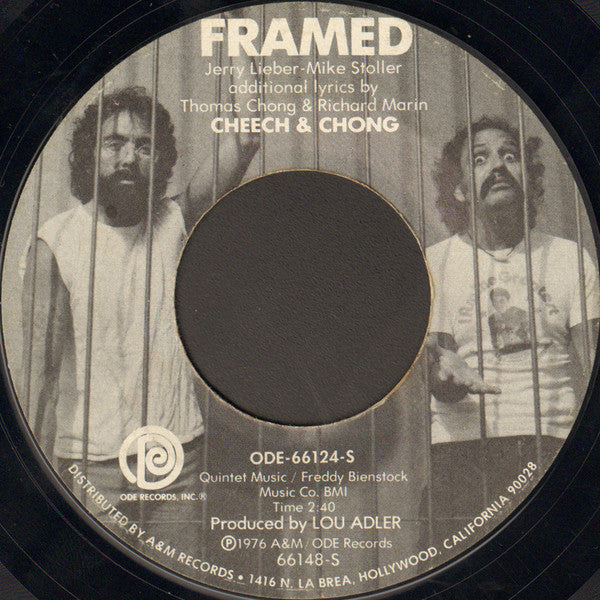 FRAMED
Jerry Lieber-Mike Stoller
additional lyrics by
Thomas Chong & Richard Marin
CHEECH & CHONG
ODE-66124-S
Quintet Music / Freddy Bienstock
Music Co. BMI
Time 2:40
Produced by LOU ADLER
℗1976 A&M / ODE Records
66148-S
ODE RECORDS, INC.®
DISTRIBUTED BY A&M RECORDS • 1416 N. LA BREA, HOLLYWOOD, CALIFORNIA 90028